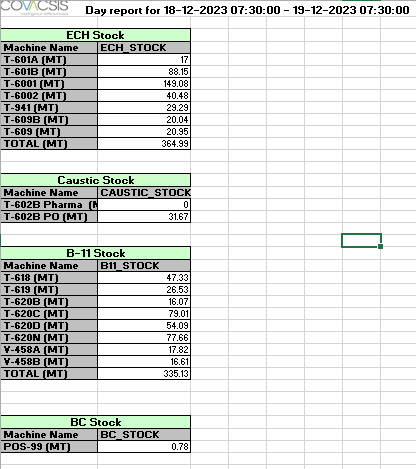 COVACSIS
Day report for 18-12-2023 07:30:00 - 19-12-2023 07:30:00
ECH Stock
Machine Name ECH_STOCK
T-601A (MT) 17
T-601B (MT) 88.15
T-6001 (MT) 149.08
T-6002 (MT) 40.48
T-941 (MT) 29.29
T-609B (MT) 20.04
T-609 (MT) 20.95
TOTAL (MT) 364.99
Caustic Stock
Machine Name CAUSTIC_STOCK
T-602B Pharma (M 0
T-602B PO (MT) 31.67
B-11 Stock
Machine Name B11_STOCK
T-618 (MT) 47.33
T-619 (MT) 26.53
T-620B (MT) 16.07
T-620C (MT) 79.01
T-620D (MT) 54.09
T-620N (MT) 77.66
V-458A (MT) 17.82
V-458B (MT) 16.61
TOTAL (MT) 335.13
BC Stock
Machine Name BC_STOCK
POS-99 (MT) 0.78